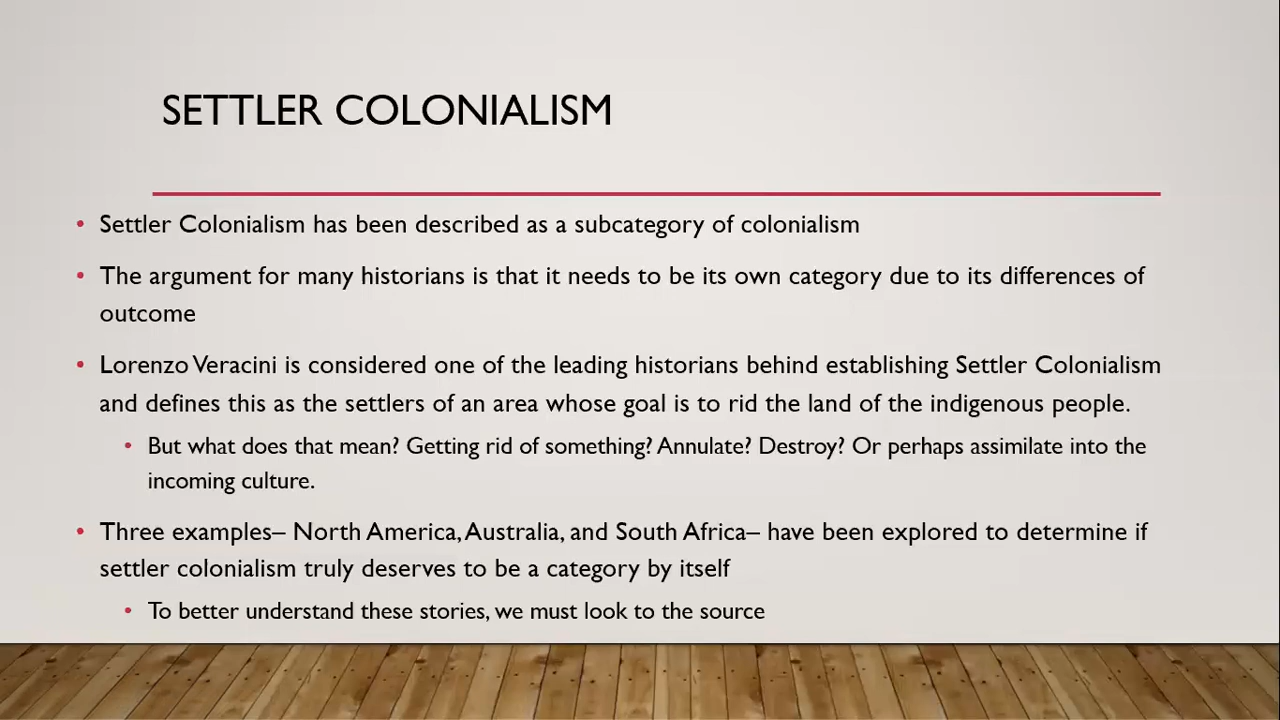 SETTLER COLONIALISM
• Settler Colonialism has been described as a subcategory of colonialism
• The argument for many historians is that it needs to be its own category due to its differences of
outcome
• Lorenzo Veracini is considered one of the leading historians behind establishing Settler Colonialism
and defines this as the settlers of an area whose goal is to rid the land of the indigenous people.
• But what does that mean? Getting rid of something? Annulate? Destroy? Or perhaps assimilate into the
incoming culture.
• Three examples– North America, Australia, and South Africa– have been explored to determine if
settler colonialism truly deserves to be a category by itself
• To better understand these stories, we must look to the source